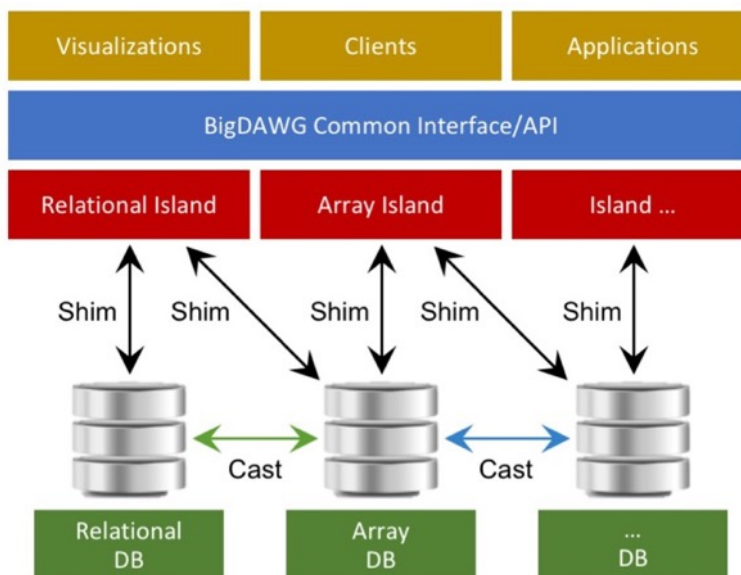 Visualizations
Clients
Applications
BigDAWG Common Interface/API
Relational Island
Array Island
Island ...
Shim
Shim
Shim
Shim
Shim
Cast
Cast
Relational
DB
Array
DB
...
DB